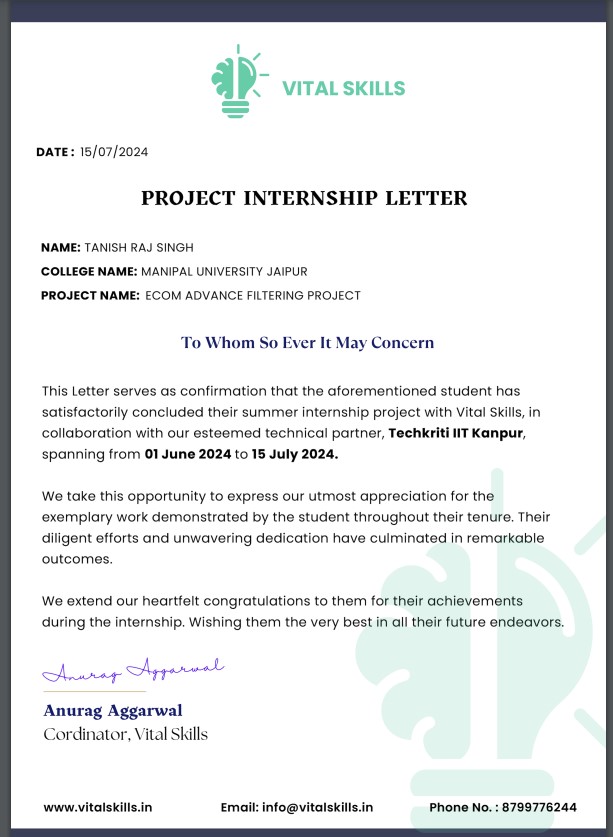 VITAL SKILLS
DATE : 15/07/2024
PROJECT INTERNSHIP LETTER
NAME: TANISH RAJ SINGH
COLLEGE NAME: MANIPAL UNIVERSITY JAIPUR
PROJECT NAME: ECOM ADVANCE FILTERING PROJECT
To Whom So Ever It May Concern
This Letter serves as confirmation that the aforementioned student has
satisfactorily concluded their summer internship project with Vital Skills, in
collaboration with our esteemed technical partner, Techkriti IIT Kanpur,
spanning from 01 June 2024 to 15 July 2024.
We take this opportunity to express our utmost appreciation for the
exemplary work demonstrated by the student throughout their tenure. Their
diligent efforts and unwavering dedication have culminated in remarkable
outcomes.
We extend our heartfelt congratulations to them for their achievements
during the internship. Wishing them the very best in all their future endeavors.
Anurag Aggarwal
Anurag Aggarwal
Cordinator, Vital Skills
www.vitalskills.in Email: info@vitalskills.in Phone No. : 8799776244